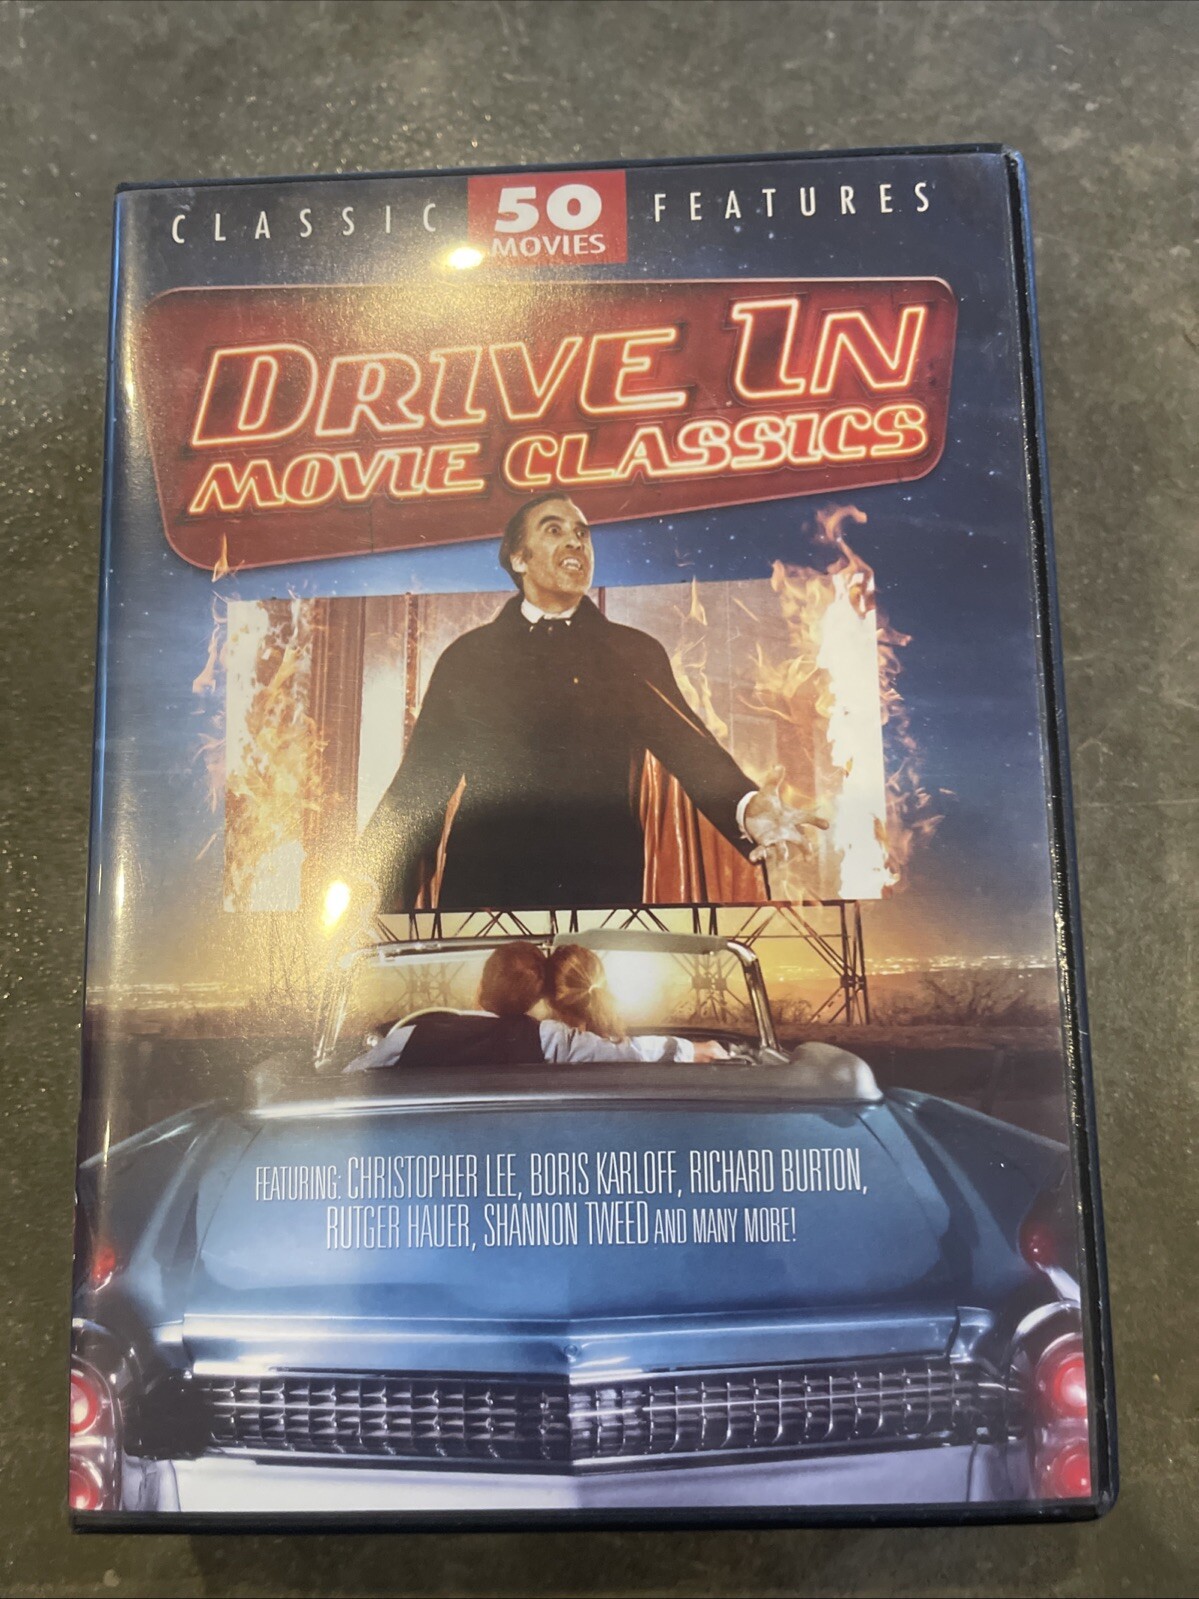 CLASSIC 50 FEATURES
MOVIES
DRIVE IN
MOVIE CLASSICS
FEATURING: CHRISTOPHER LEE, BORIS KARLOFF, RICHARD BURTON,
RUTGER HAUER, SHANNON TWEED AND MANY MORE!